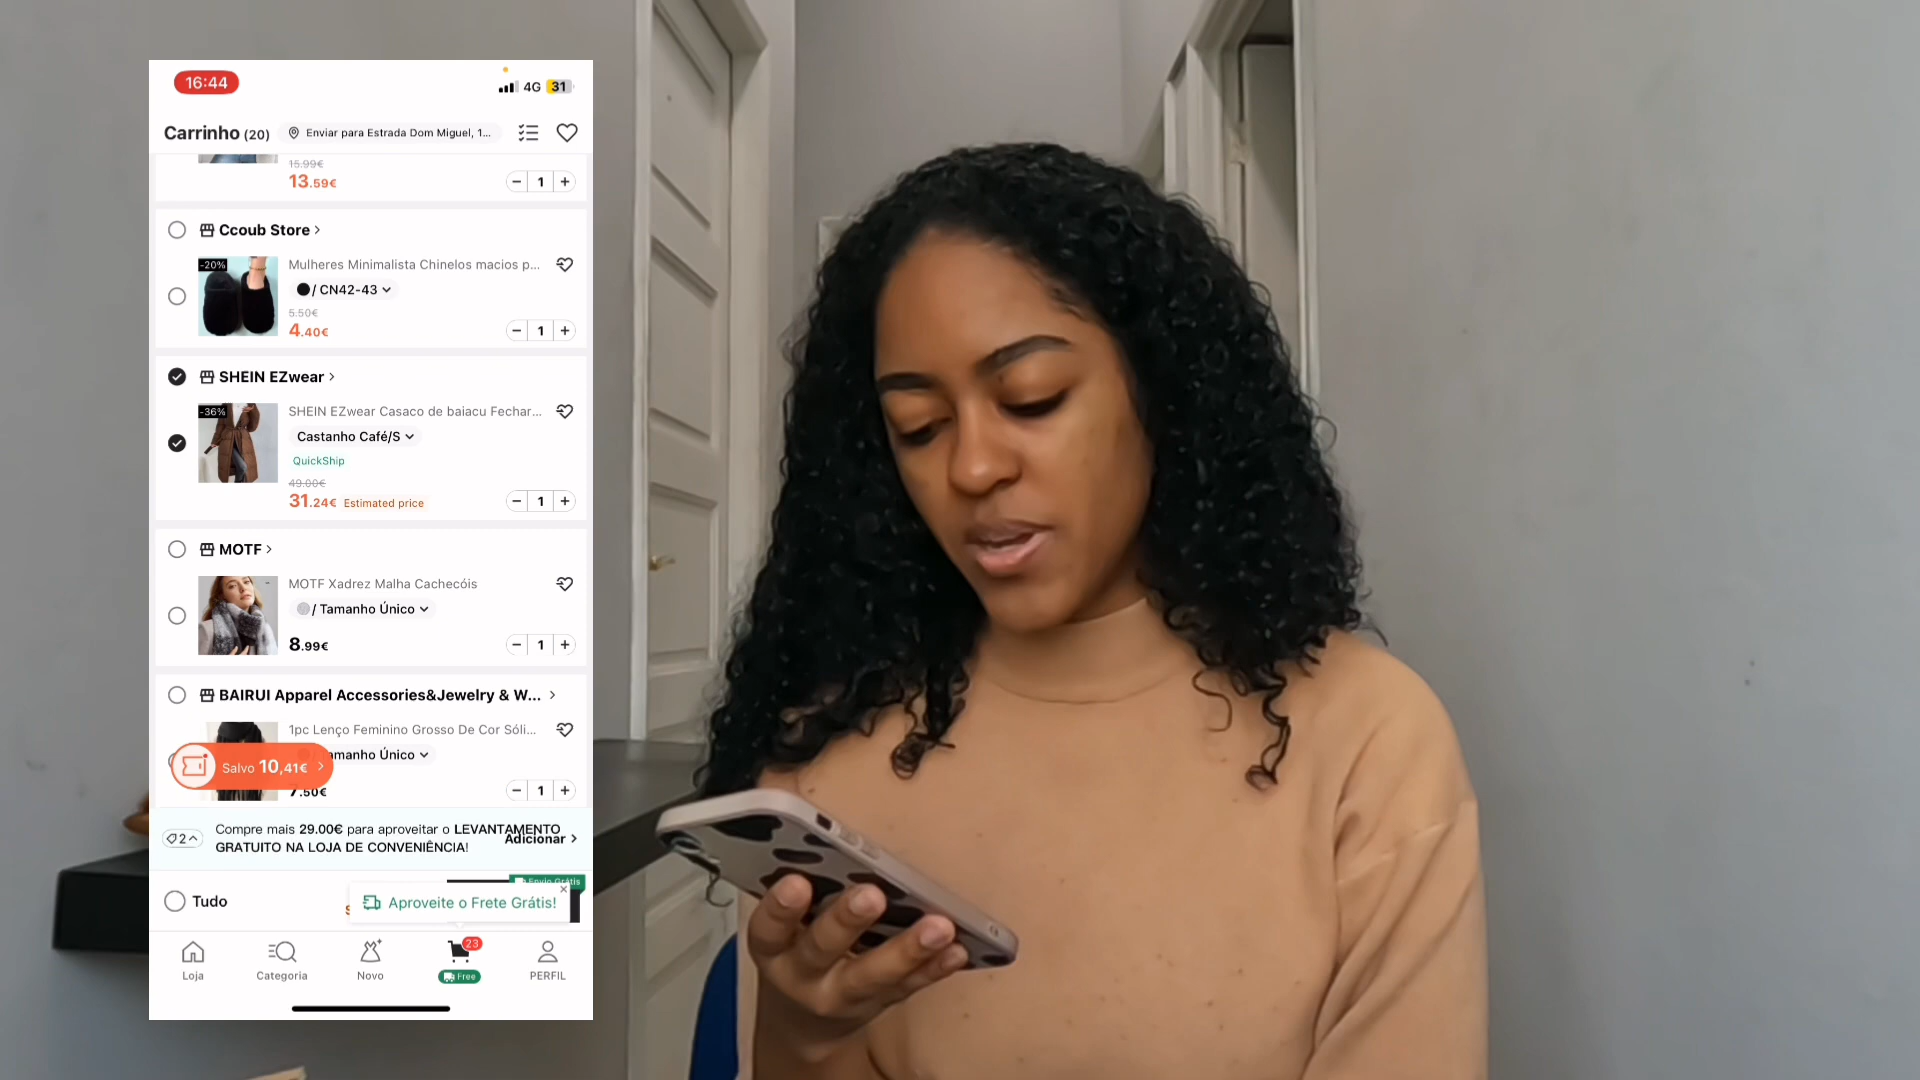 16:44
4G 31
Carrinho (20)
Enviar para Estrada Dom Miguel, 1...
15.99€
13.59€
1
Ccoub Store
-20%
Mulheres Minimalista Chinelos macios p...
/ CN42-43
5.50€
4.40€
1
SHEIN EZwear
-36%
SHEIN EZwear Casaco de baiacu Fechar...
Castanho Café/S
QuickShip
49.00€
31.24€ Estimated price
1
MOTF
MOTF Xadrez Malha Cachecóis
/ Tamanho Único
8.99€
1
BAIRUI Apparel Accessories&Jewelry & W...
1pc Lenço Feminino Grosso De Cor Sóli...
amanho Único
Salvo 10,41€
7.50€
1
2
Compre mais 29.00€ para aproveitar o LEVANTAMENTO
GRATUITO NA LOJA DE CONVENIÊNCIA!
Adicionar
Envio Grátis
Tudo
Aproveite o Frete Grátis!
23
Free
Loja
Categoria
Novo
PERFIL